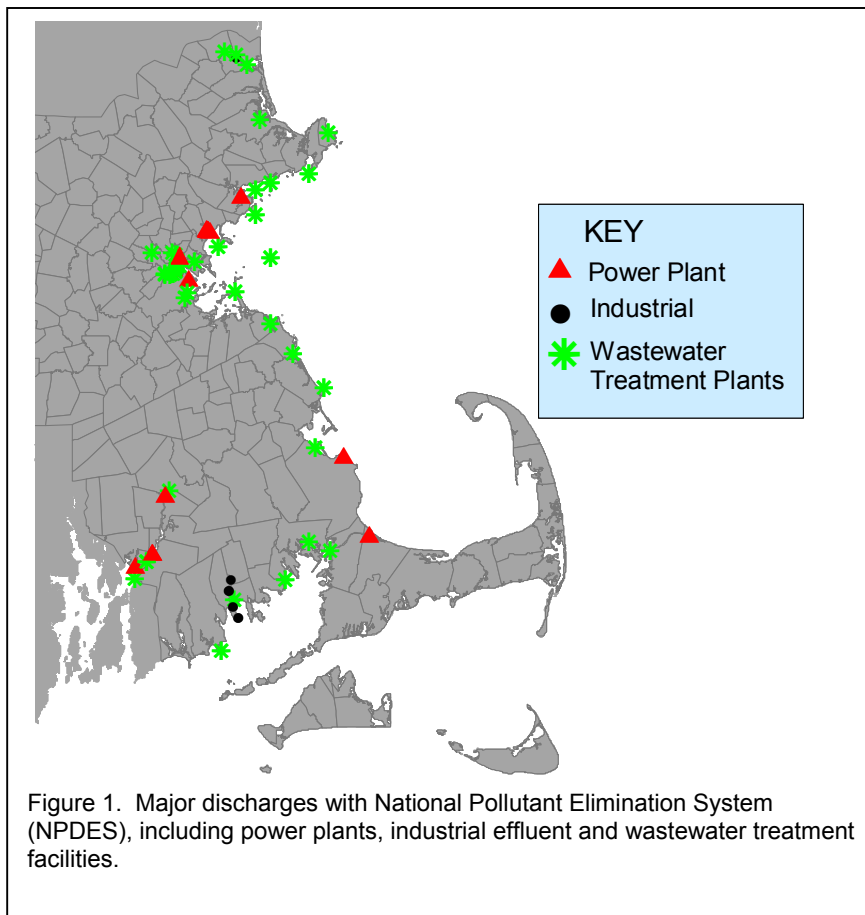 KEY
Power Plant
Industrial
Wastewater
Treatment Plants
Figure 1. Major discharges with National Pollutant Elimination System
(NPDES), including power plants, industrial effluent and wastewater treatment
facilities.